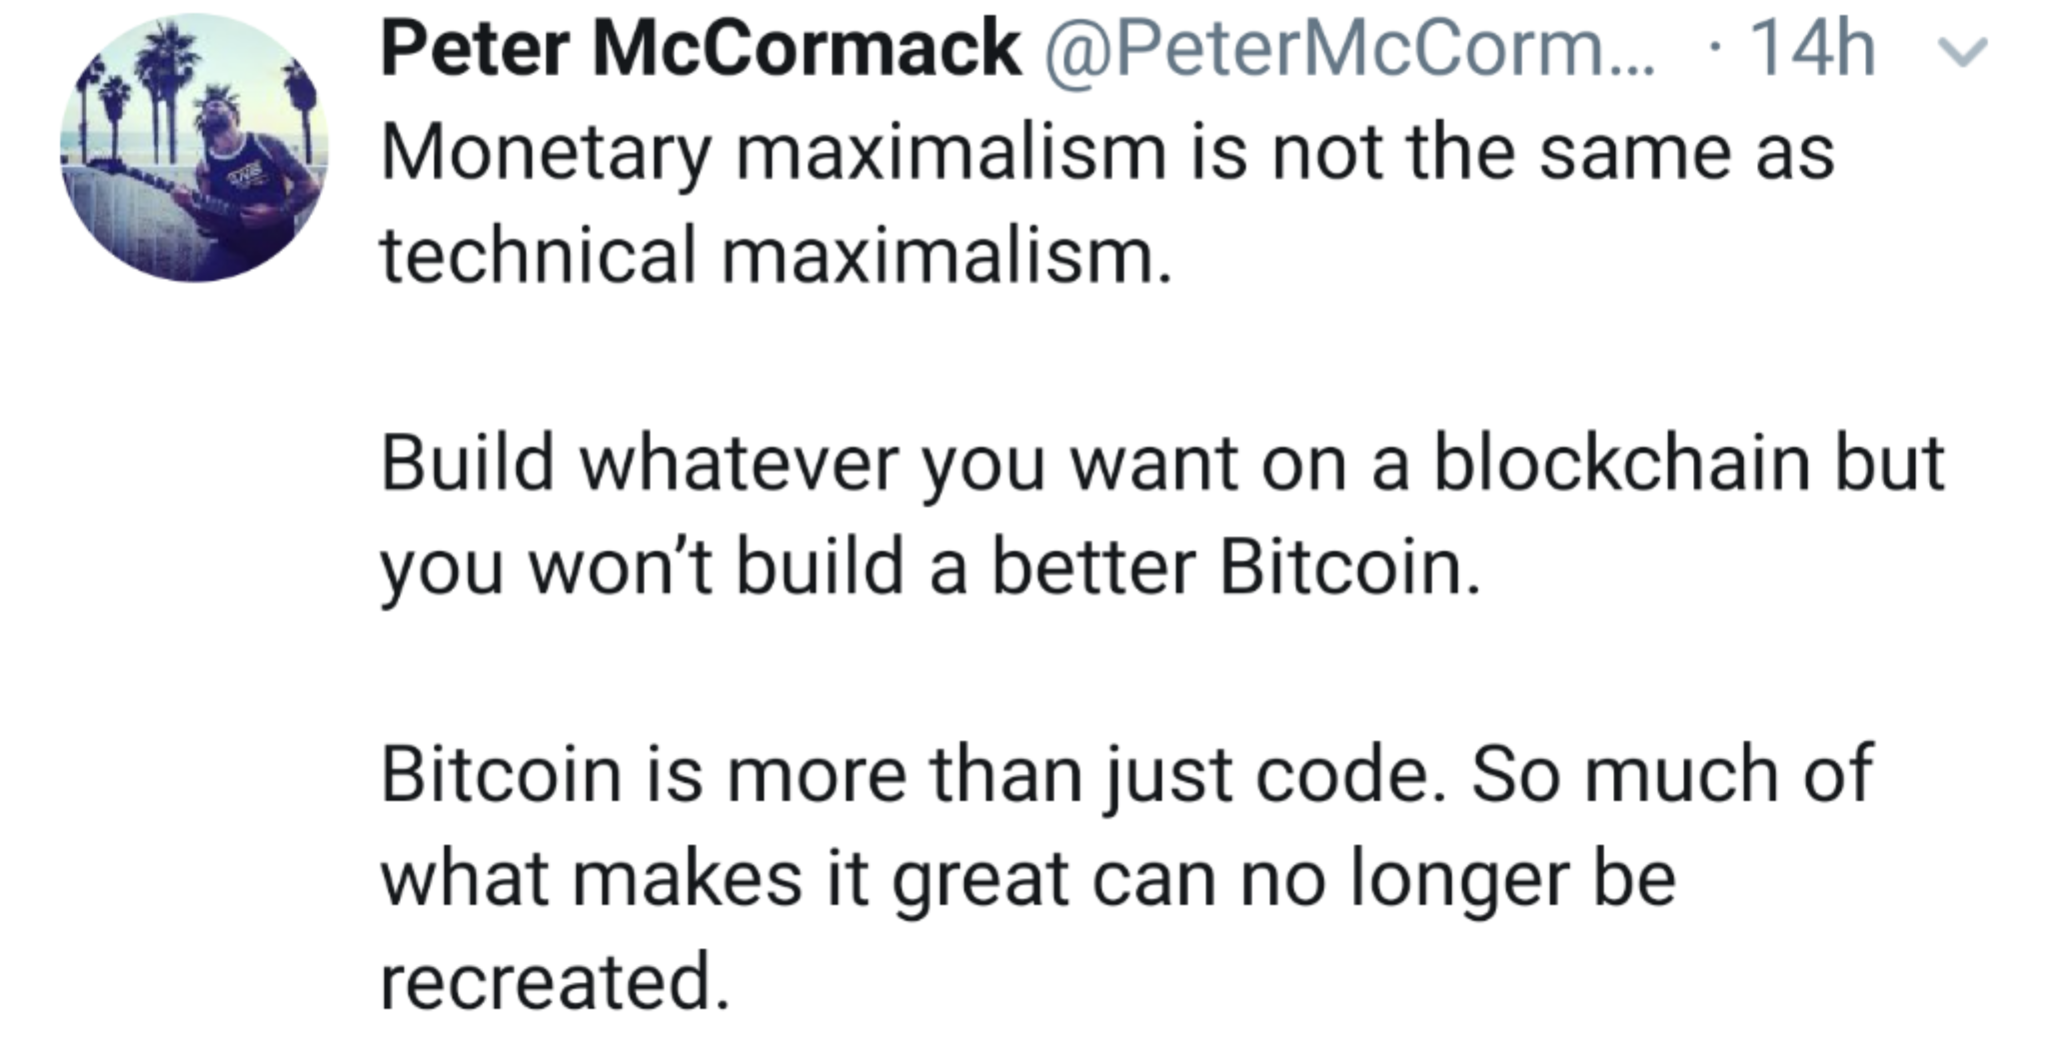 Peter McCormack @PeterMcCorm... · 14h
Monetary maximalism is not the same as
technical maximalism.
Build whatever you want on a blockchain but
you won’t build a better Bitcoin.
Bitcoin is more than just code. So much of
what makes it great can no longer be
recreated.